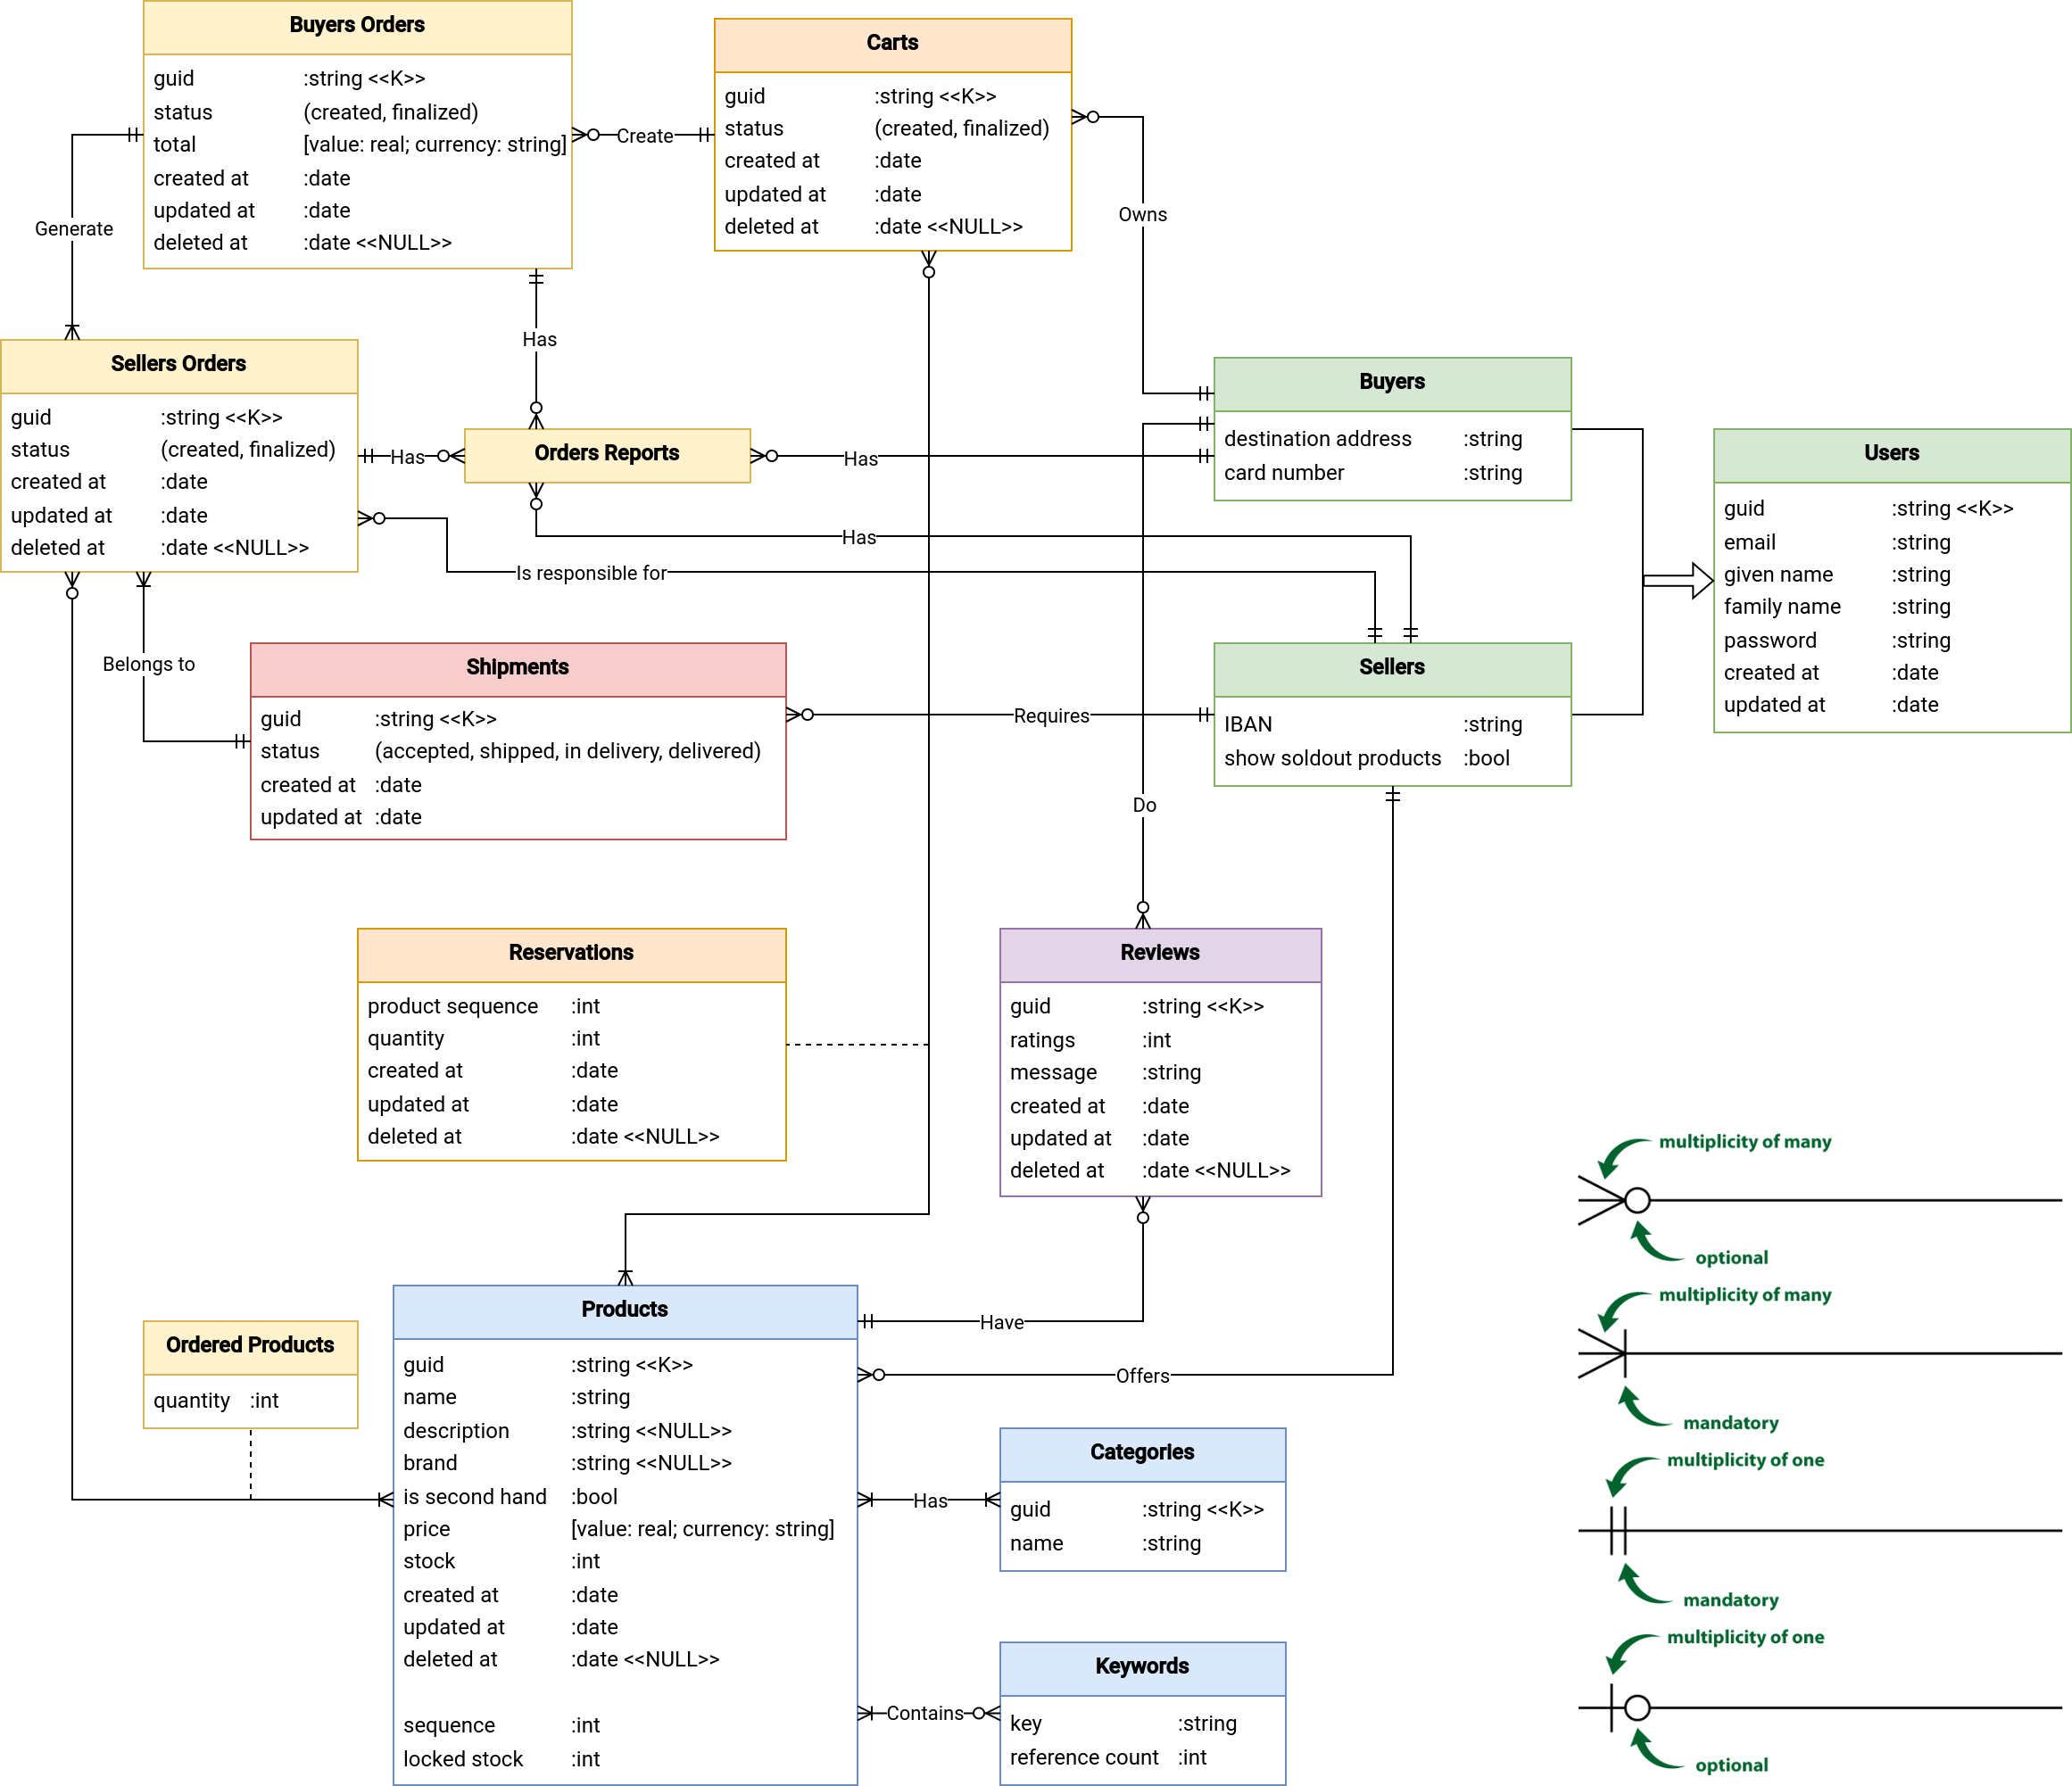 Buyers Orders
guid :string <<K>>
status (created, finalized)
total [value: real; currency: string]
created at :date
updated at :date
deleted at :date <<NULL>>
Carts
guid :string <<K>>
status (created, finalized)
created at :date
updated at :date
deleted at :date <<NULL>>
Create
Owns
Generate
Has
Sellers Orders
guid :string <<K>>
status (created, finalized)
created at :date
updated at :date
deleted at :date <<NULL>>
Has
Orders Reports
Has
Has
Is responsible for
Buyers
destination address :string
card number :string
Users
guid :string <<K>>
email :string
given name :string
family name :string
password :string
created at :date
updated at :date
Belongs to
Shipments
guid :string <<K>>
status (accepted, shipped, in delivery, delivered)
created at :date
updated at :date
Requires
Sellers
IBAN :string
show soldout products :bool
Do
Reservations
product sequence :int
quantity :int
created at :date
updated at :date
deleted at :date <<NULL>>
Reviews
guid :string <<K>>
ratings :int
message :string
created at :date
updated at :date
deleted at :date <<NULL>>
Ordered Products
quantity :int
Products
guid :string <<K>>
name :string
description :string <<NULL>>
brand :string <<NULL>>
is second hand :bool
price [value: real; currency: string]
stock :int
created at :date
updated at :date
deleted at :date <<NULL>>
sequence :int
locked stock :int
Have
Offers
Has
Categories
guid :string <<K>>
name :string
Contains
Keywords
key :string
reference count :int
multiplicity of many
optional
multiplicity of many
mandatory
multiplicity of one
mandatory
multiplicity of one
optional